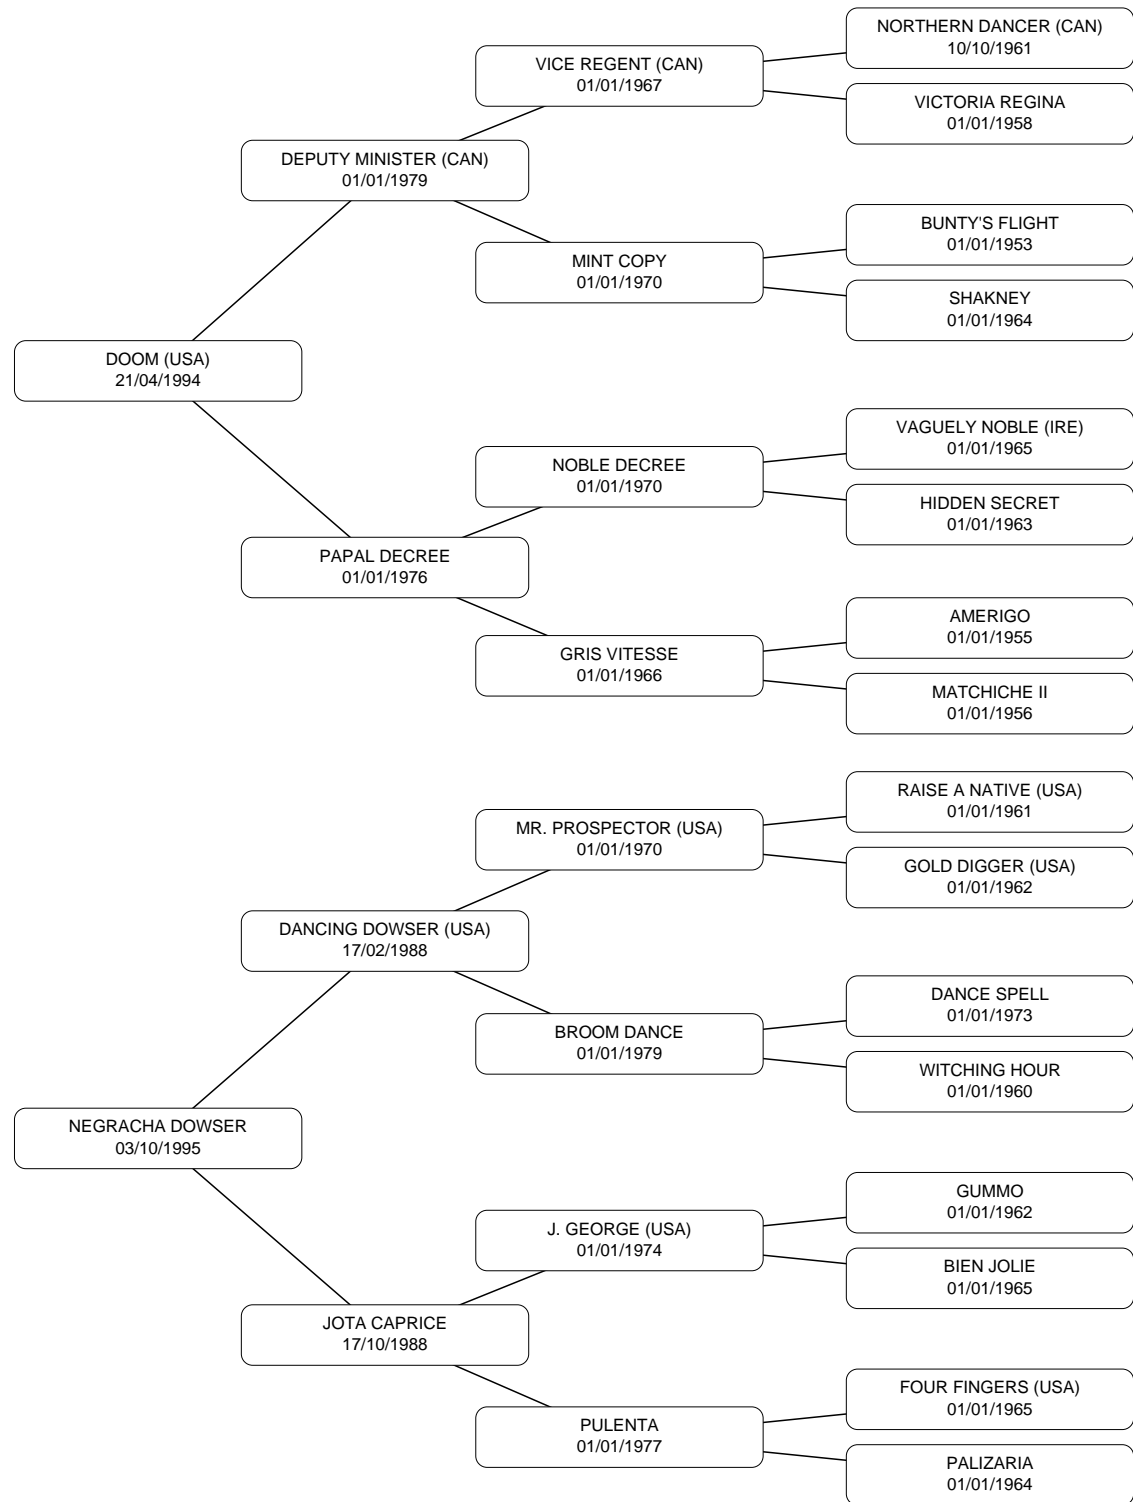 NORTHERN DANCER (CAN)
10/10/1961
VICE REGENT (CAN)
01/01/1967
VICTORIA REGINA
01/01/1958
DEPUTY MINISTER (CAN)
01/01/1979
BUNTY'S FLIGHT
01/01/1953
MINT COPY
01/01/1970
SHAKNEY
01/01/1964
DOOM (USA)
21/04/1994
VAGUELY NOBLE (IRE)
01/01/1965
NOBLE DECREE
01/01/1970
HIDDEN SECRET
01/01/1963
PAPAL DECREE
01/01/1976
AMERIGO
01/01/1955
GRIS VITESSE
01/01/1966
MATCHICHE II
01/01/1956
RAISE A NATIVE (USA)
01/01/1961
MR. PROSPECTOR (USA)
01/01/1970
GOLD DIGGER (USA)
01/01/1962
DANCING DOWSER (USA)
17/02/1988
DANCE SPELL
01/01/1973
BROOM DANCE
01/01/1979
WITCHING HOUR
01/01/1960
NEGRACHA DOWSER
03/10/1995
GUMMO
01/01/1962
J. GEORGE (USA)
01/01/1974
BIEN JOLIE
01/01/1965
JOTA CAPRICE
17/10/1988
FOUR FINGERS (USA)
01/01/1965
PULENTA
01/01/1977
PALIZARIA
01/01/1964